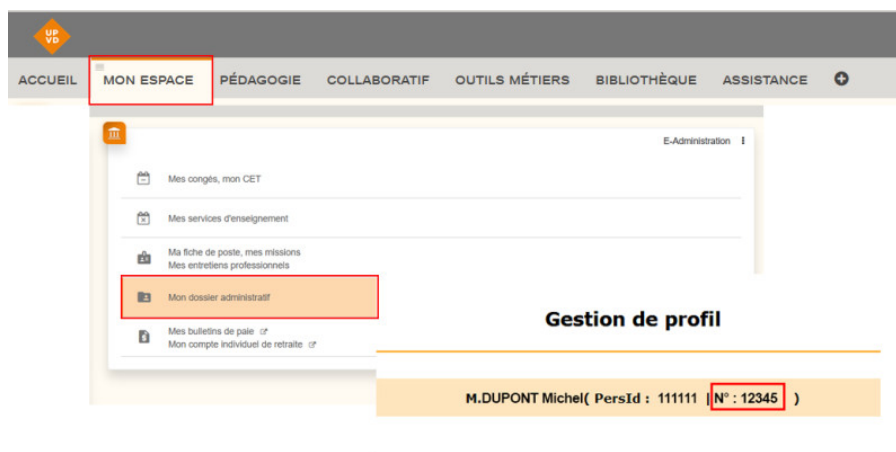 UP
VD
ACCUEIL MON ESPACE PÉDAGOGIE COLLABORATIF OUTILS MÉTIERS BIBLIOTHÈQUE ASSISTANCE
E-Administration
Mes congés, mon CET
Mes services d'enseignement
Ma fiche de poste, mes missions
Mes entretiens professionnels
Mon dossier administratif
Mes bulletins de paie
Mon compte individuel de retraite
Gestion de profil
M.DUPONT Michel( PersId : 111111 | N° : 12345 )